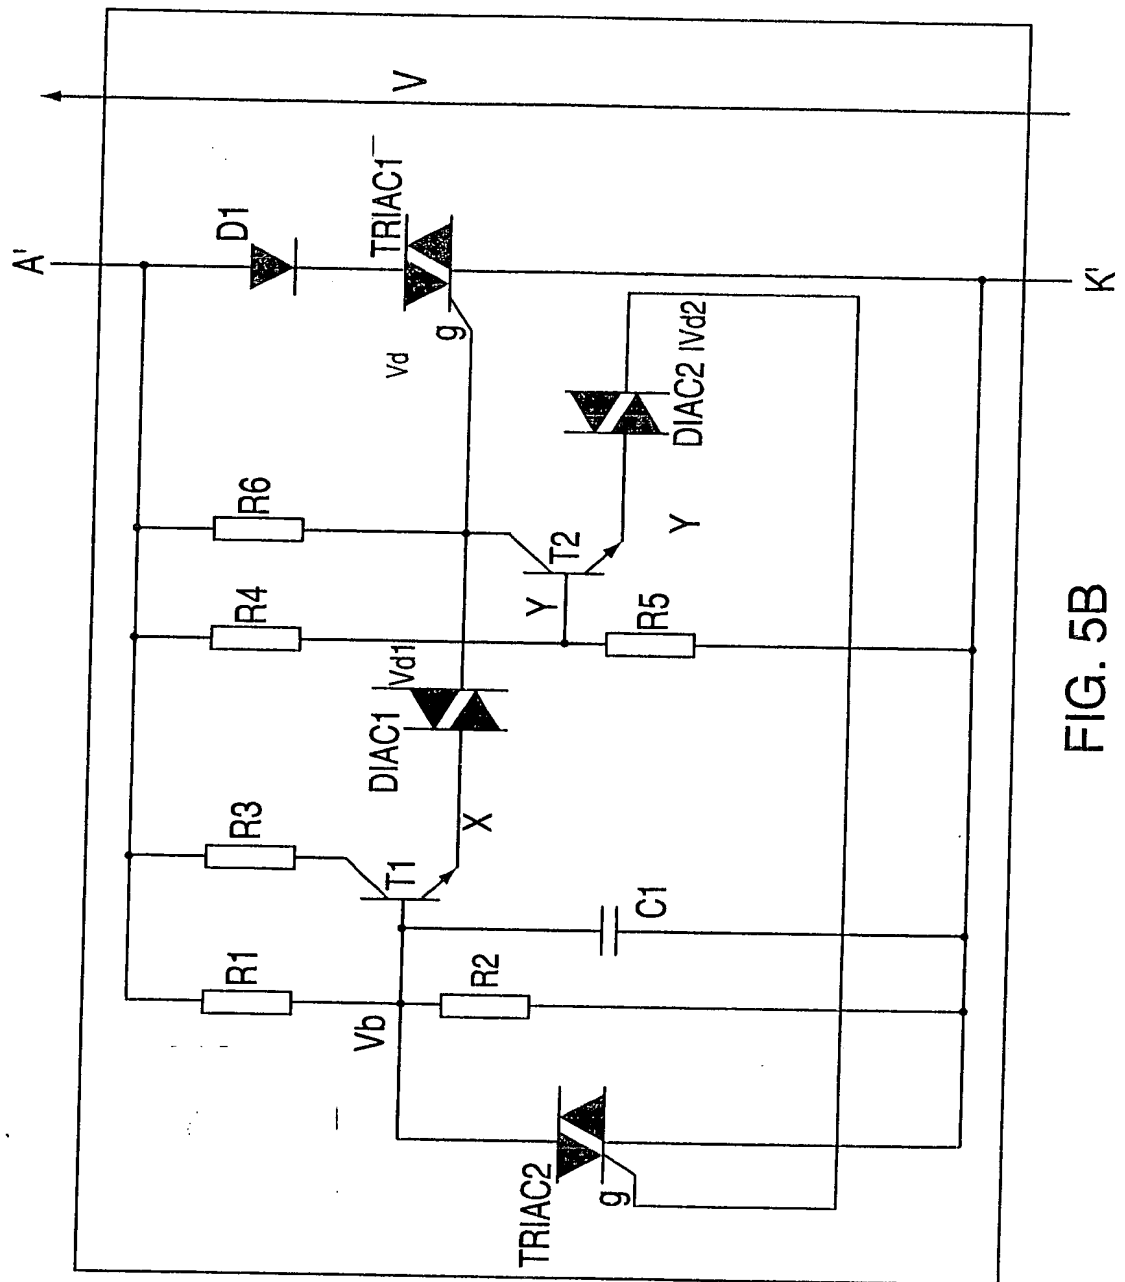 A'
V
D1
TRIAC1
g
Vd
R6
R4
R3
R1
T2
Y
Y
R5
DIAC2 IVd2
Vd1
DIAC1
X
T1
C1
R2
Vb
TRIAC2
g
K'
FIG. 5B